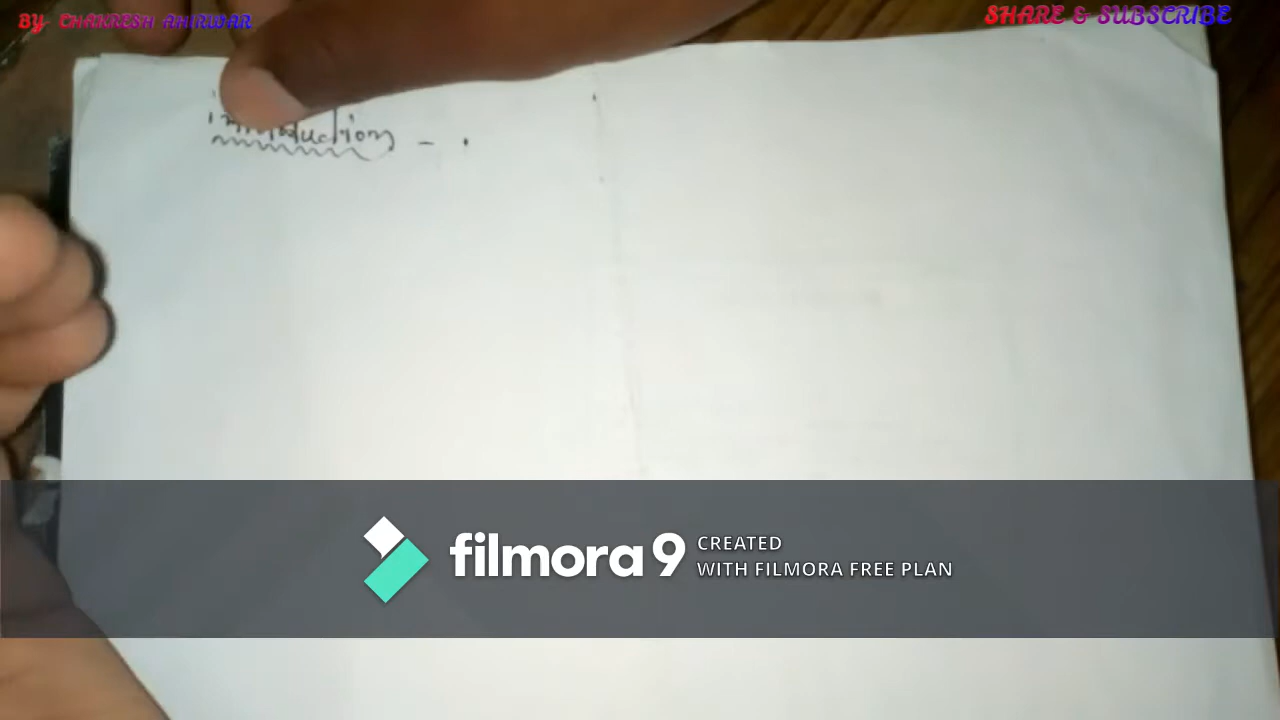 By CHAKRESH AHIRWAR
SHARE & SUBSCRIBE
introduction - .
filmora 9 CREATED
WITH FILMORA FREE PLAN